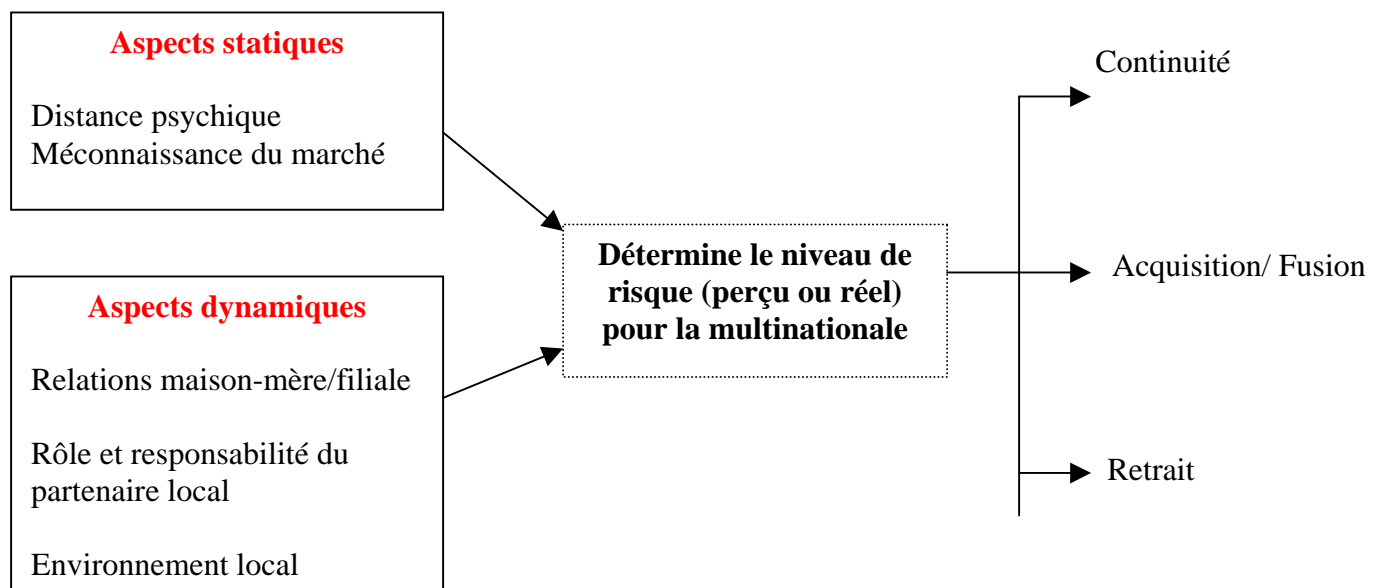 Aspects statiques
Distance psychique
Méconnaissance du marché
Aspects dynamiques
Relations maison-mère/filiale
Rôle et responsabilité du
partenaire local
Environnement local
Détermine le niveau de
risque (perçu ou réel)
pour la multinationale
Continuité
Acquisition/ Fusion
Retrait